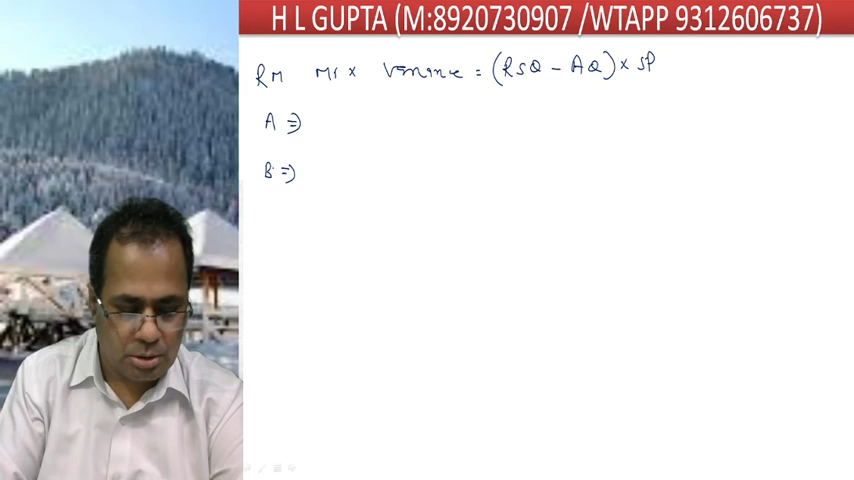 H L GUPTA (M:8920730907 /WTAPP 9312606737)
RM Mix Variance = (RSQ - AQ) × SP
A ⇒
B ⇒